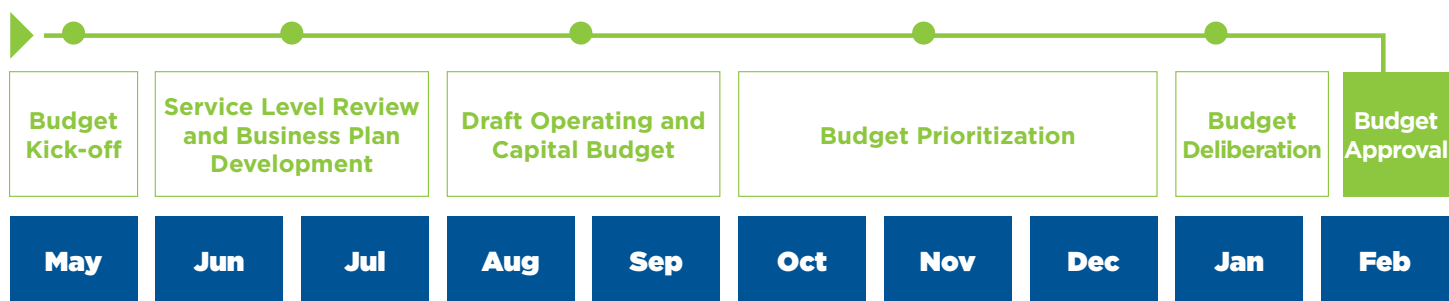 Budget
Kick-off
Service Level Review
and Business Plan
Development
Draft Operating and
Capital Budget
Budget Prioritization
Budget
Deliberation
Budget
Approval
May
Jun
Jul
Aug
Sep
Oct
Nov
Dec
Jan
Feb